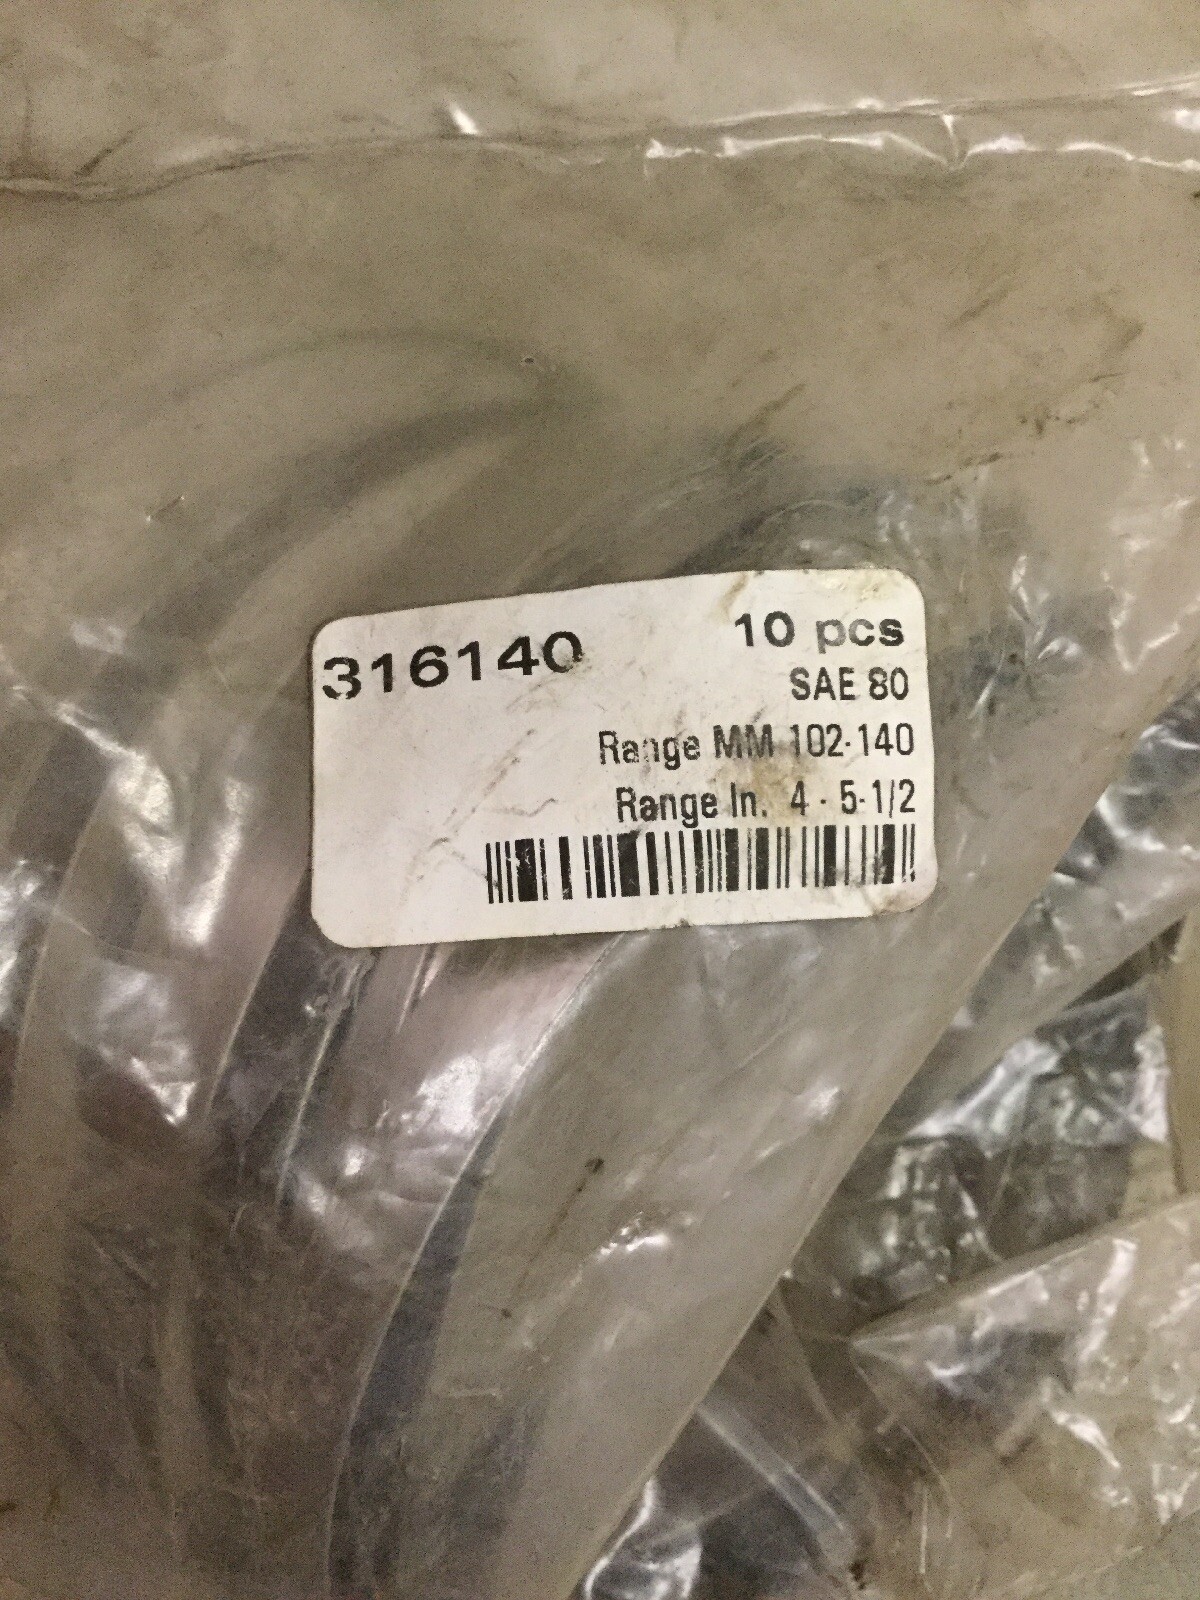 316140
10 pcs
SAE 80
Range MM 102-140
Range In. 4 - 5-1/2